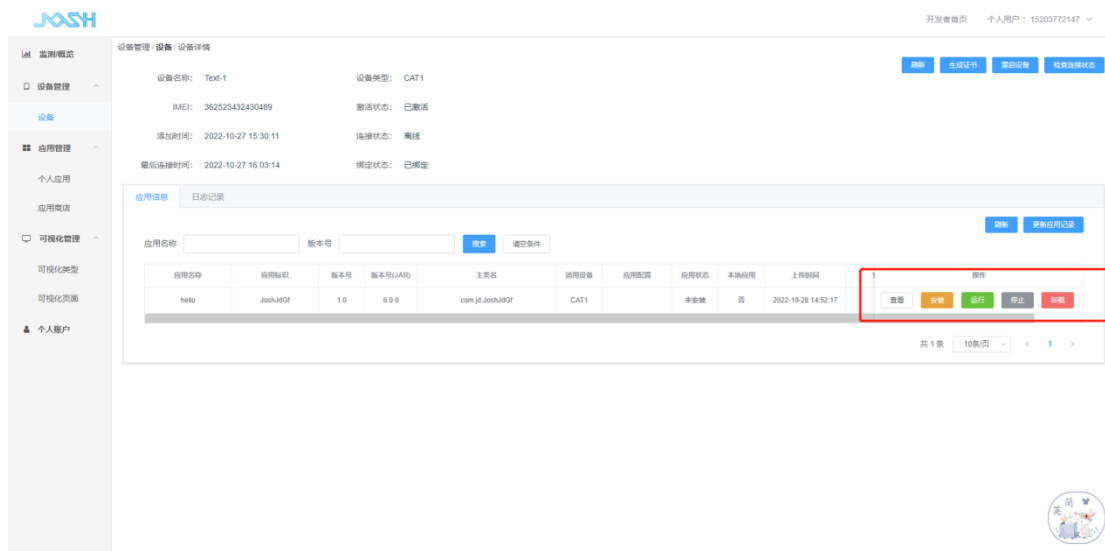 JOSH
开发者首页 个人用户：15203772147
监测/概览
设备管理
设备
应用管理
个人应用
应用商店
可视化管理
可视化类型
可视化页面
个人账户
设备管理 / 设备 / 设备详情
刷新 生成证书 重启设备 检查连接状态
设备名称： Text-1 设备类型： CAT1
IMEI： 362523432430489 激活状态： 已激活
添加时间： 2022-10-27 15:30:11 连接状态： 离线
最后连接时间： 2022-10-27 16:03:14 绑定状态： 已绑定
应用信息 日志记录
刷新 更新应用记录
应用名称 版本号 搜索 清空条件
应用名称 应用标识 版本号 版本号(JAR) 主类名 适用设备 应用配置 应用状态 本地应用 上传时间 操作
hello JoshJdGf 1.0 6.0.0 com.jd.JoshJdGf CAT1 未安装 否 2022-10-28 14:52:17 查看 安装 运行 停止 卸载
共 1 条 10条/页 1
英 简